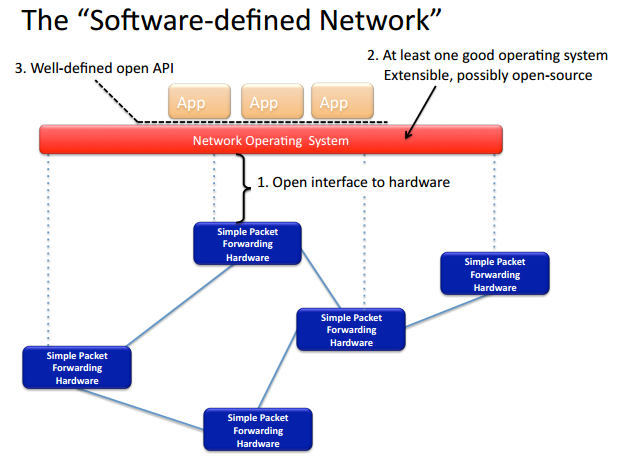 The “Software-defined Network”
2. At least one good operating system
Extensible, possibly open-source
3. Well-defined open API
App
App
App
Network Operating System
1. Open interface to hardware
Simple Packet
Forwarding
Hardware
Simple Packet
Forwarding
Hardware
Simple Packet
Forwarding
Hardware
Simple Packet
Forwarding
Hardware
Simple Packet
Forwarding
Hardware